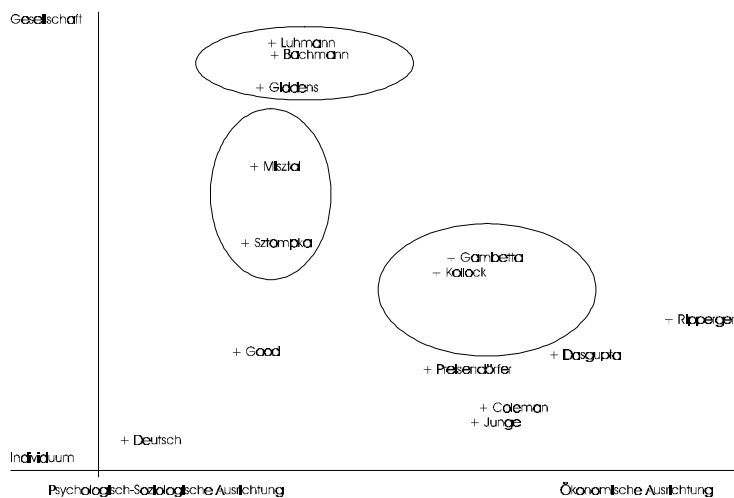 Gesellschaft
+ Luhmann
+ Bachmann
+ Giddens
+ Misztal
+ Sztompka
+ Gambetta
+ Kollock
+ Ripperger
+ Good
+ Dasgupta
+ Preisendörfer
+ Coleman
+ Junge
+ Deutsch
Individuum
Psychologisch-Soziologische Ausrichtung
Ökonomische Ausrichtung